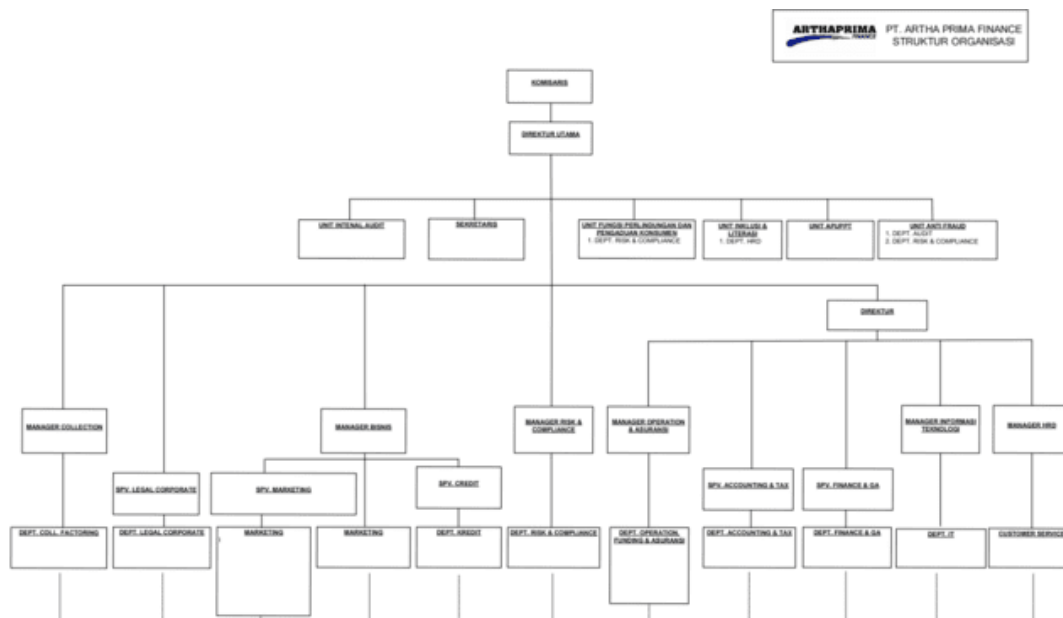 ARTHAPRIMA
FINANCE
PT. ARTHA PRIMA FINANCE
STRUKTUR ORGANISASI
KOMISARIS
DIREKTUR UTAMA
UNIT INTENAL AUDIT
SEKRETARIS
UNIT FUNGSI PERLINDUNGAN DAN
PENGADUAN KONSUMEN
1. DEPT. RISK & COMPLIANCE
UNIT INKLUSI &
LITERASI
1. DEPT. HRD
UNIT APUPPT
UNIT ANTI FRAUD
1. DEPT. AUDIT
2. DEPT. RISK & COMPLIANCE
DIREKTUR
MANAGER COLLECTION
MANAGER BISNIS
MANAGER RISK &
COMPLIANCE
MANAGER OPERATION
& ASURANSI
MANAGER INFORMASI
TEKNOLOGI
MANAGER HRD
SPV. LEGAL CORPORATE
SPV. MARKETING
SPV. CREDIT
SPV. ACCOUNTING & TAX
SPV. FINANCE & GA
DEPT. COLL. FACTORING
DEPT. LEGAL CORPORATE
MARKETING
MARKETING
DEPT. KREDIT
DEPT. RISK & COMPLIANCE
DEPT. OPERATION,
FUNDING & ASURANSI
DEPT. ACCOUNTING & TAX
DEPT. FINANCE & GA
DEPT. IT
CUSTOMER SERVICE